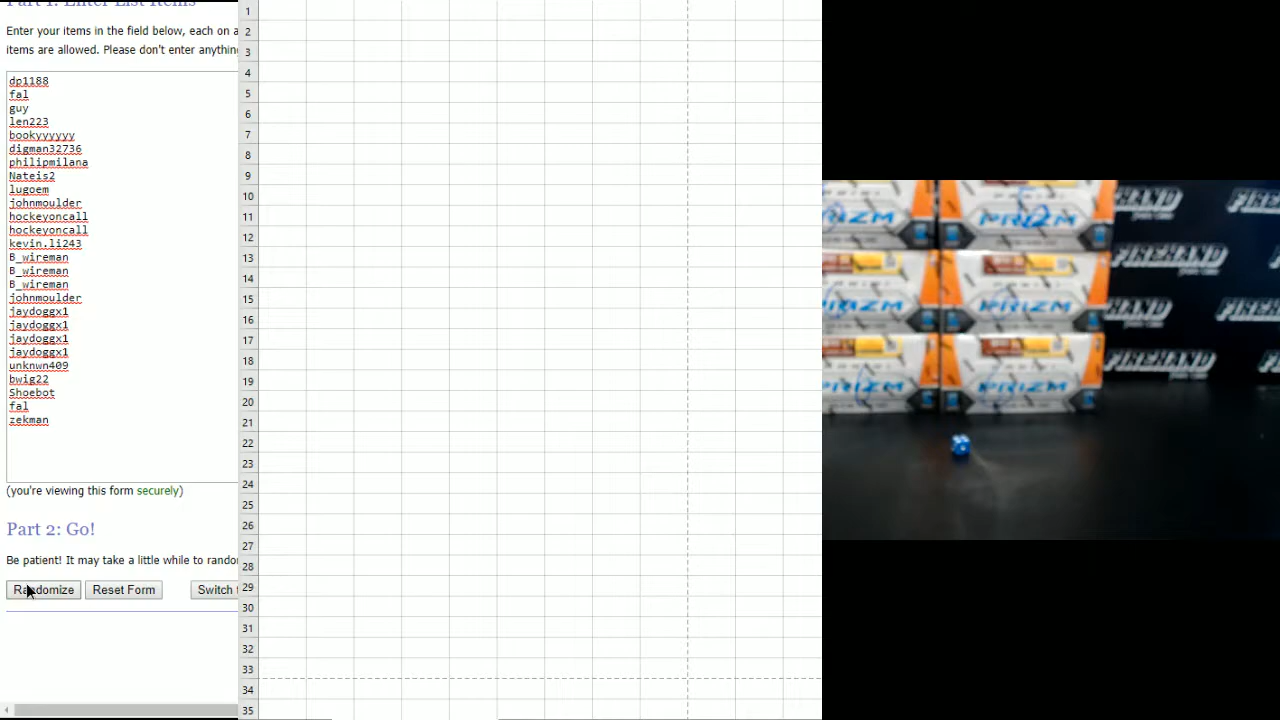 Part 1: Enter List Items
Enter your items in the field below, each on a
items are allowed. Please don't enter anythin
dp1188
fal
guy
len223
bookyyyyyy
digman32736
philipmilana
Nateis2
lugoem
johnmoulder
hockeyoncall
hockeyoncall
kevin.li243
B_wireman
B_wireman
B_wireman
johnmoulder
jaydoggx1
jaydoggx1
jaydoggx1
jaydoggx1
unknwn409
bwig22
Shoebot
fal
zekman
(you're viewing this form securely)
Part 2: Go!
Be patient! It may take a little while to rando
Randomize
Reset Form
Switch
1
2
3
4
5
6
7
8
9
10
11
12
13
14
15
16
17
18
19
20
21
22
23
24
25
26
27
28
29
30
31
32
33
34
35
PRIZM
PRIZM
PRIZM
PRIZM
PRIZM
PRIZM
FIREHAND
FIREHAND
FIREHAND
FIREHAND
FIREHAND